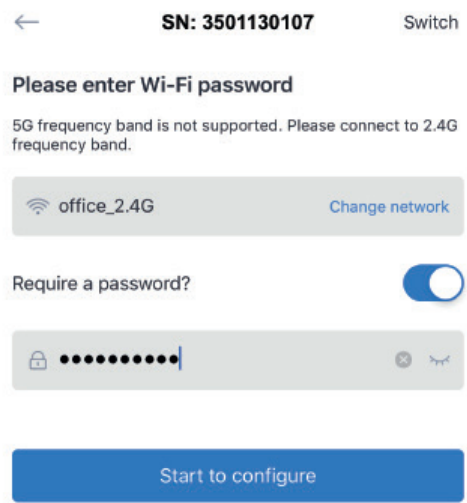 SN: 3501130107 Switch
Please enter Wi-Fi password
5G frequency band is not supported. Please connect to 2.4G
frequency band.
office_2.4G Change network
Require a password?
●●●●●●●●●●
Start to configure